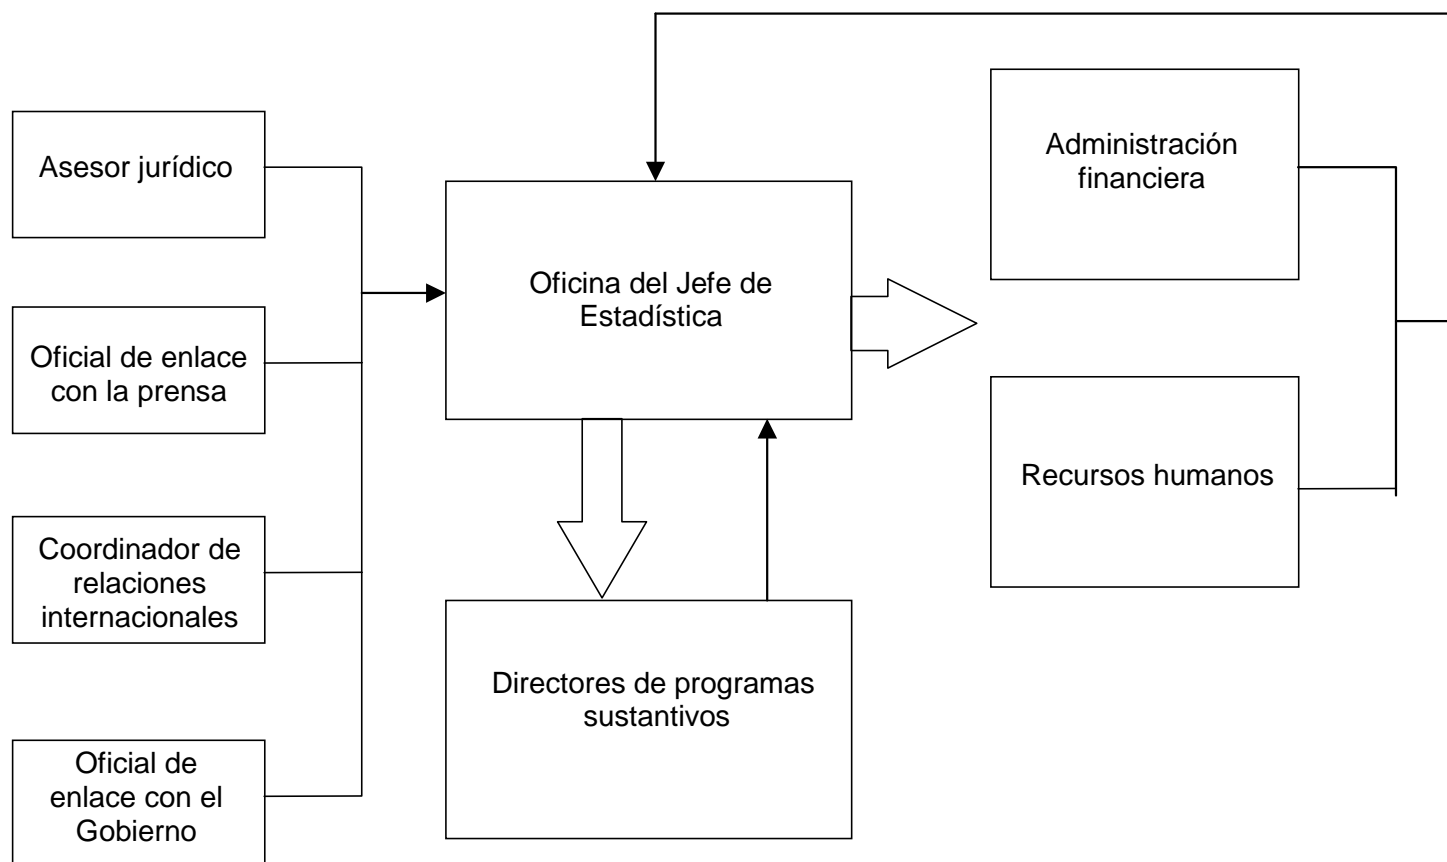 Asesor jurídico
Oficial de enlace
con la prensa
Coordinador de
relaciones
internacionales
Oficial de
enlace con el
Gobierno
Oficina del Jefe de
Estadística
Directores de programas
sustantivos
Administración
financiera
Recursos humanos